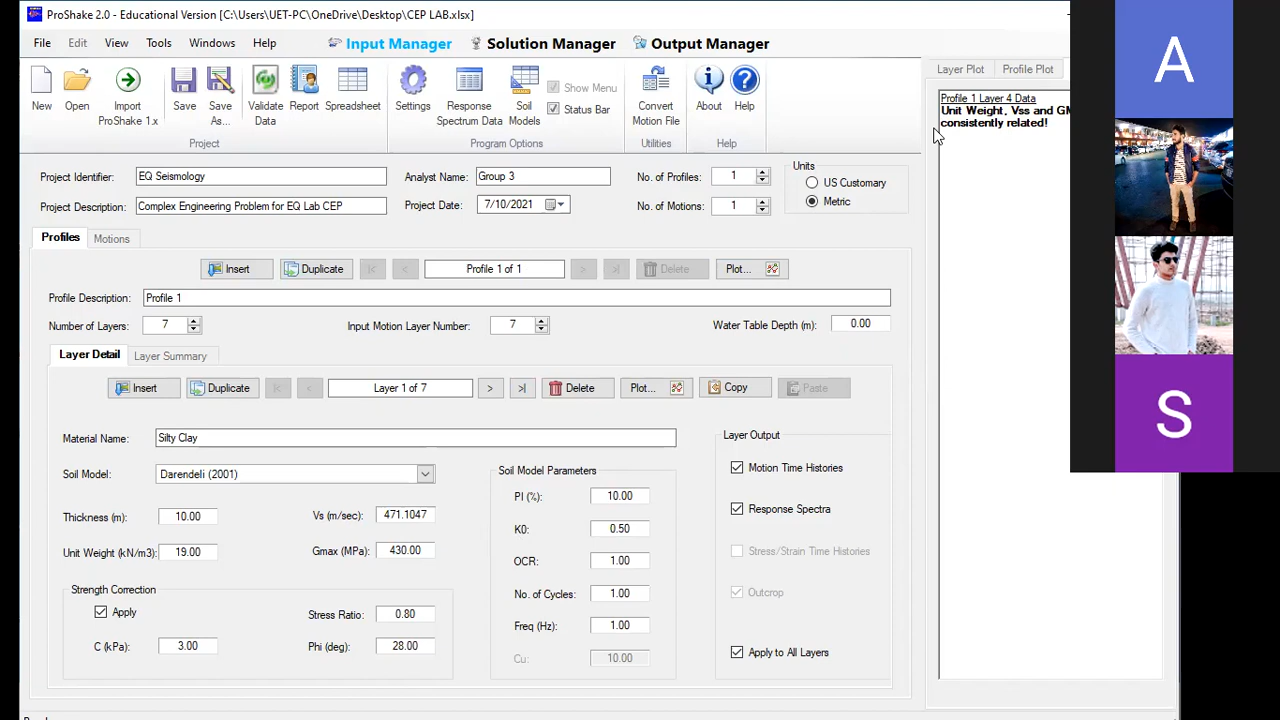 ProShake 2.0 - Educational Version [C:\Users\UET-PC\OneDrive\Desktop\CEP LAB.xlsx]
File Edit View Tools Windows Help Input Manager Solution Manager Output Manager
New Open Import ProShake 1.x Save Save As... Validate Data Report Spreadsheet Settings Response Spectrum Data Soil Models Show Menu Status Bar Convert Motion File About Help
Project Program Options Utilities Help
Layer Plot Profile Plot
Profile 1 Layer 4 Data
Unit Weight, Vss and GM
consistently related!
Project Identifier: EQ Seismology Analyst Name: Group 3 No. of Profiles: 1 Units US Customary
Project Description: Complex Engineering Problem for EQ Lab CEP Project Date: 7/10/2021 No. of Motions: 1 Metric
Profiles Motions
Insert Duplicate |< < Profile 1 of 1 > >| Delete Plot...
Profile Description: Profile 1
Number of Layers: 7 Input Motion Layer Number: 7 Water Table Depth (m): 0.00
Layer Detail Layer Summary
Insert Duplicate |< < Layer 1 of 7 > >| Delete Plot... Copy Paste
Material Name: Silty Clay
Soil Model: Darendeli (2001)
Thickness (m): 10.00 Vs (m/sec): 471.1047
Unit Weight (kN/m3): 19.00 Gmax (MPa): 430.00
Strength Correction
Apply Stress Ratio: 0.80
C (kPa): 3.00 Phi (deg): 28.00
Soil Model Parameters
PI (%): 10.00
K0: 0.50
OCR: 1.00
No. of Cycles: 1.00
Freq (Hz): 1.00
Cu: 10.00
Layer Output
Motion Time Histories
Response Spectra
Stress/Strain Time Histories
Outcrop
Apply to All Layers
A
S